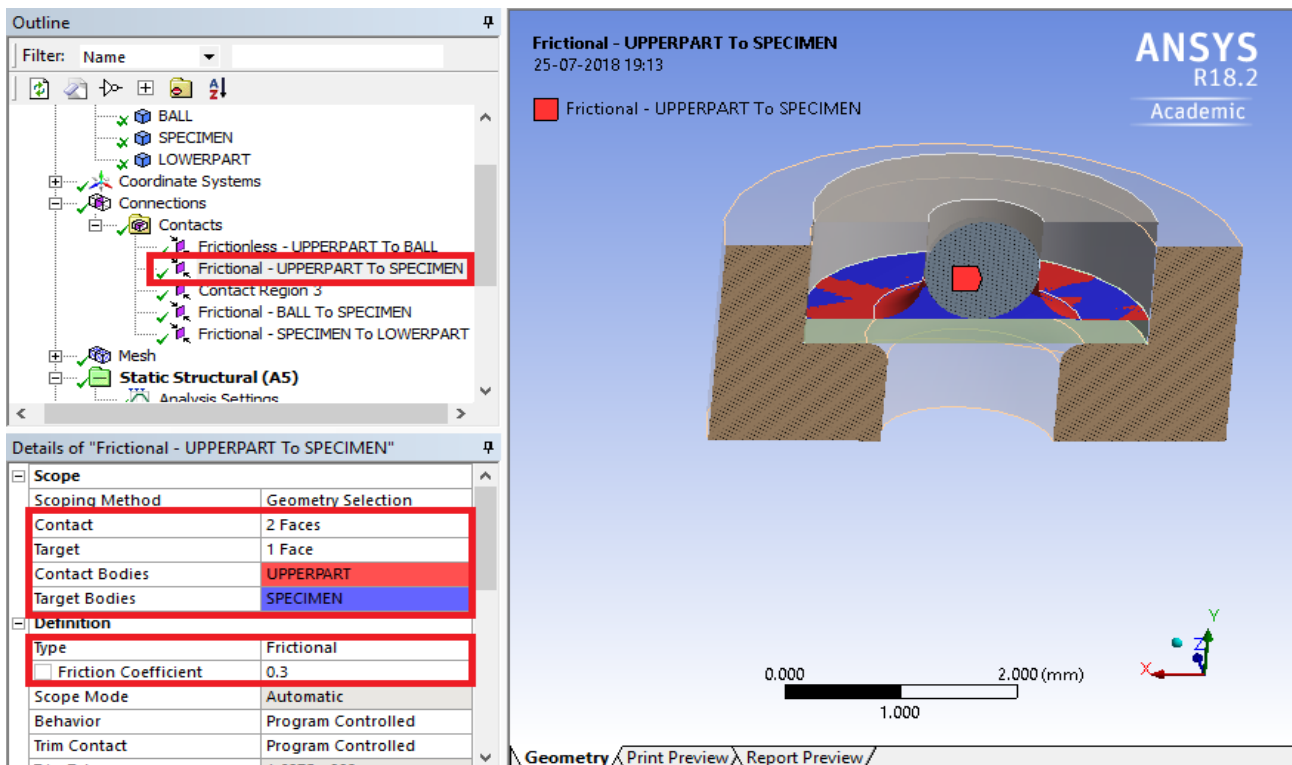 Outline
Filter: Name
BALL
SPECIMEN
LOWERPART
Coordinate Systems
Connections
Contacts
Frictionless - UPPERPART To BALL
Frictional - UPPERPART To SPECIMEN
Contact Region 3
Frictional - BALL To SPECIMEN
Frictional - SPECIMEN To LOWERPART
Mesh
Static Structural (A5)
Analysis Settings
Details of "Frictional - UPPERPART To SPECIMEN"
Scope
Scoping Method Geometry Selection
Contact 2 Faces
Target 1 Face
Contact Bodies UPPERPART
Target Bodies SPECIMEN
Definition
Type Frictional
Friction Coefficient 0.3
Scope Mode Automatic
Behavior Program Controlled
Trim Contact Program Controlled
Frictional - UPPERPART To SPECIMEN
25-07-2018 19:13
Frictional - UPPERPART To SPECIMEN
ANSYS
R18.2
Academic
Y
Z
X
0.000 2.000 (mm)
1.000
Geometry Print Preview Report Preview